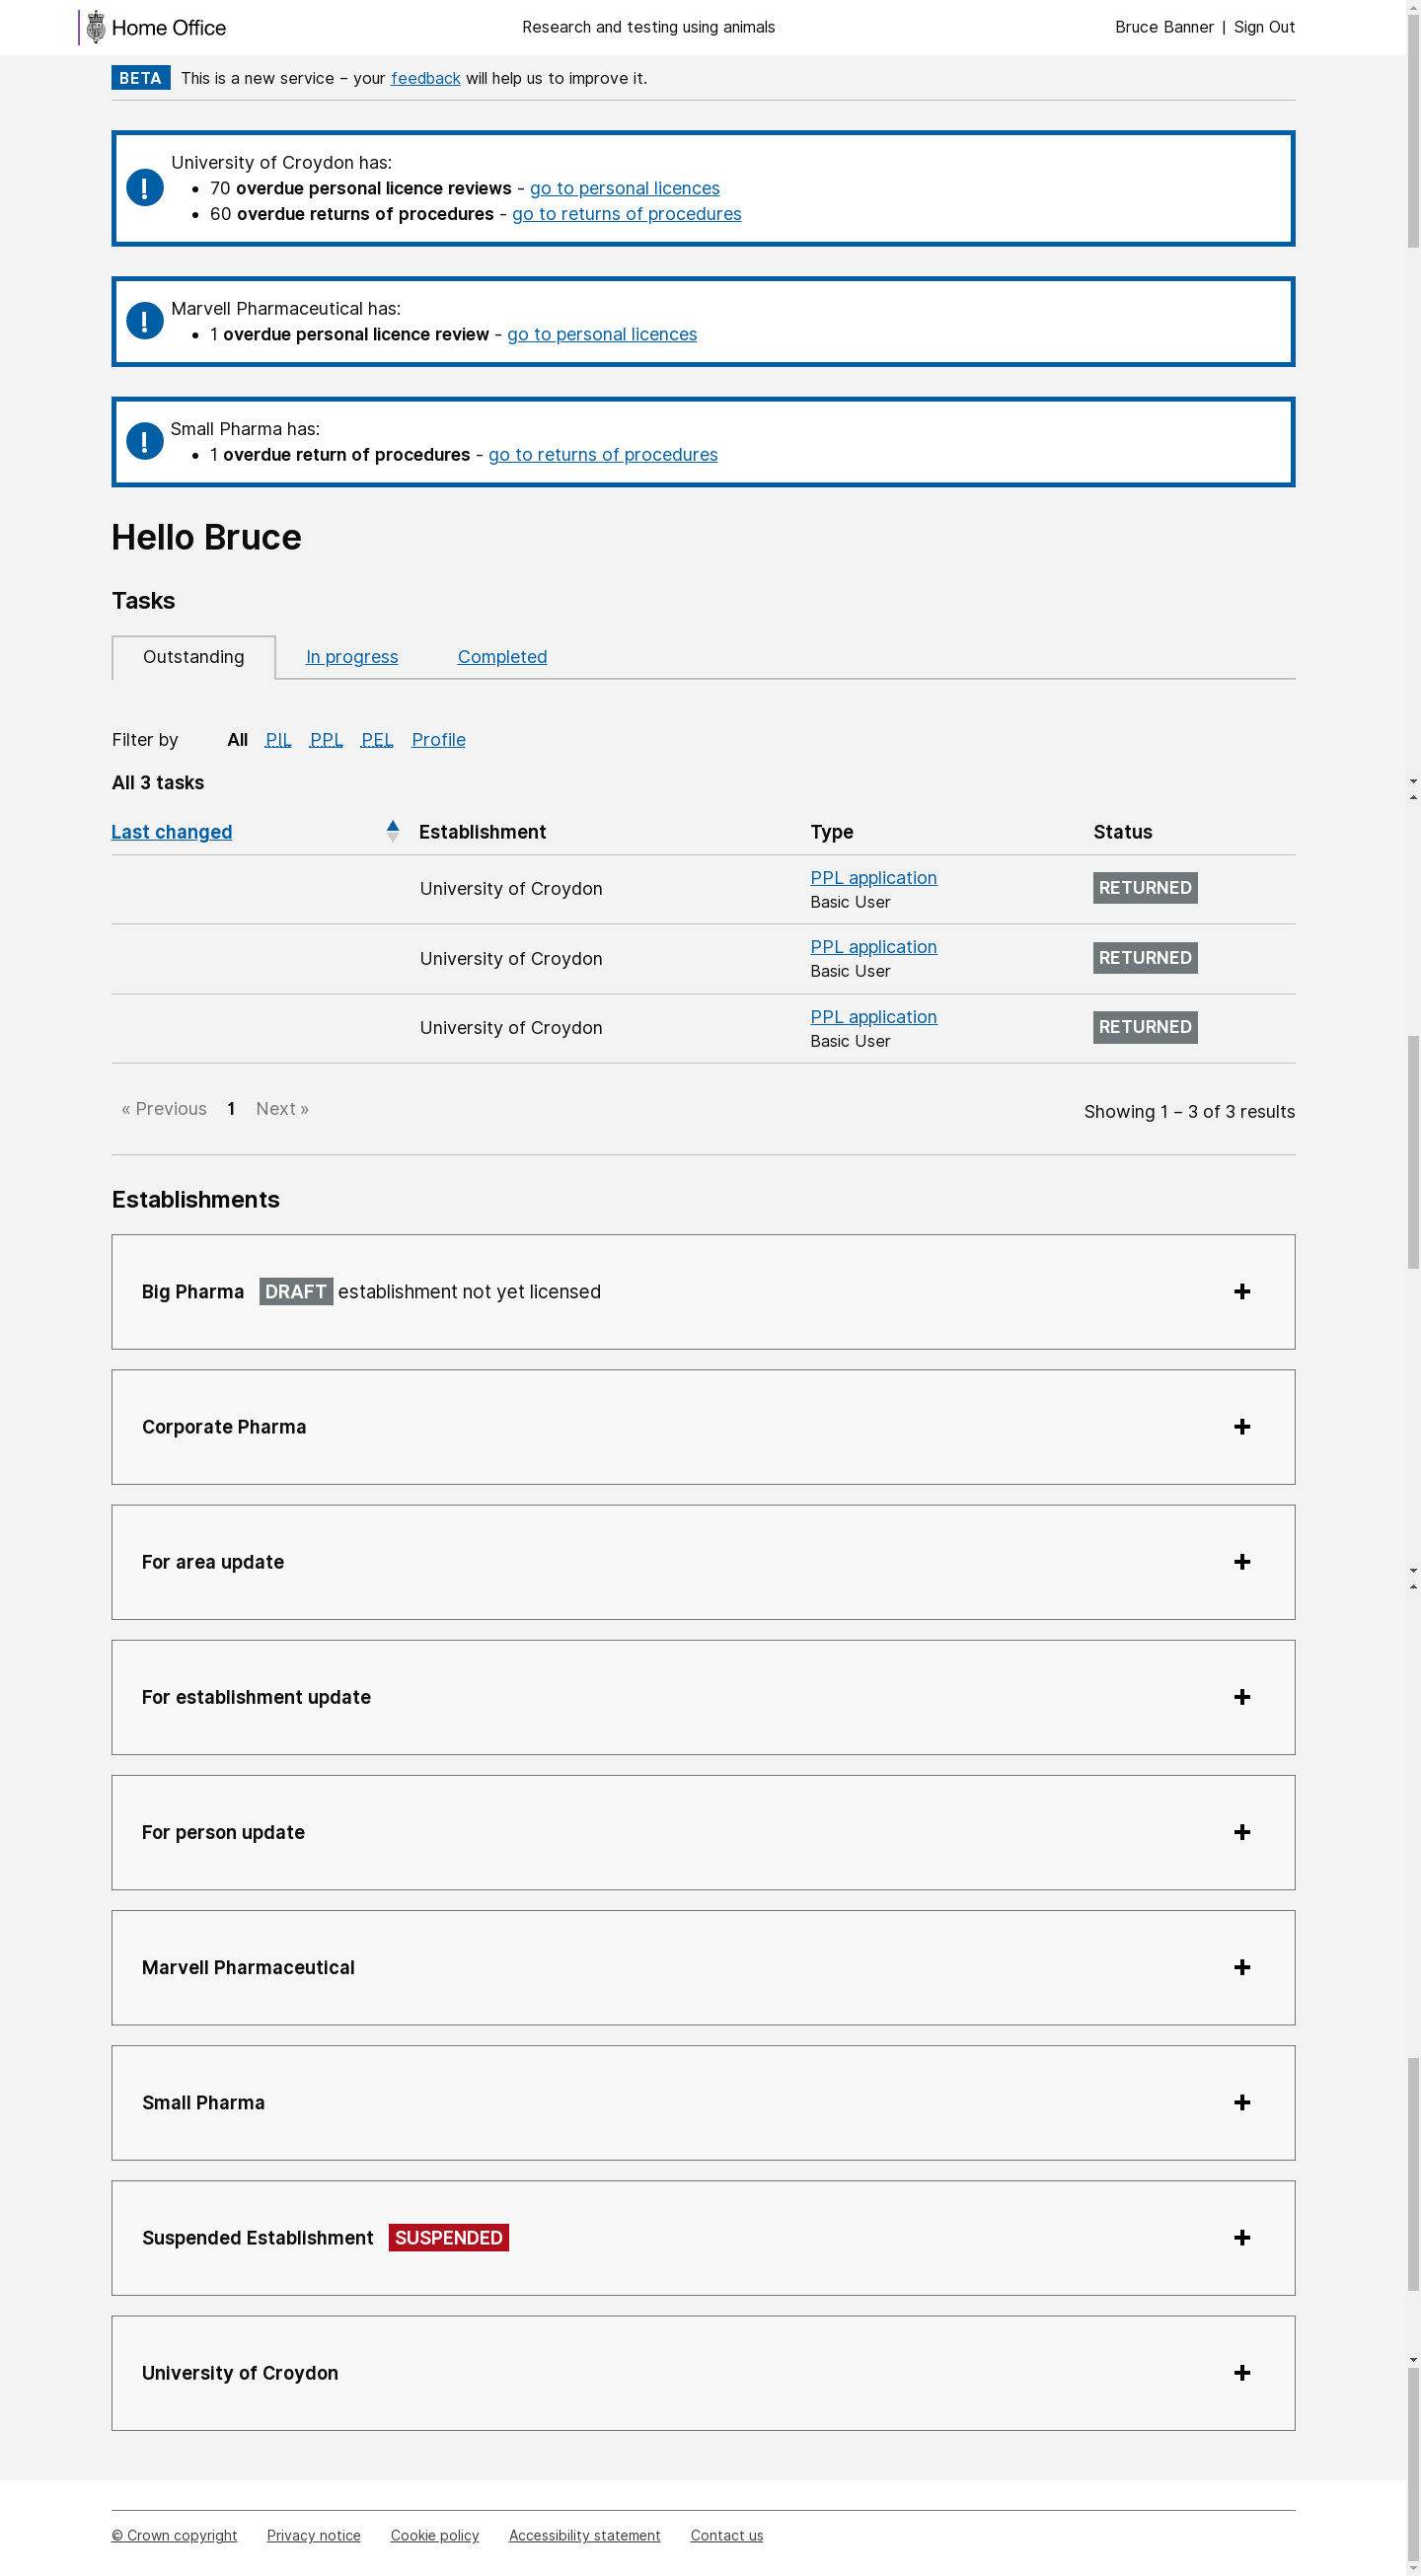 Home Office
Research and testing using animals
Bruce Banner | Sign Out
BETA This is a new service – your feedback will help us to improve it.
University of Croydon has:
• 70 overdue personal licence reviews - go to personal licences
• 60 overdue returns of procedures - go to returns of procedures
Marvell Pharmaceutical has:
• 1 overdue personal licence review - go to personal licences
Small Pharma has:
• 1 overdue return of procedures - go to returns of procedures
Hello Bruce
Tasks
Outstanding In progress Completed
Filter by All PIL PPL PEL Profile
All 3 tasks
Last changed Establishment Type Status
University of Croydon PPL application RETURNED
Basic User
University of Croydon PPL application RETURNED
Basic User
University of Croydon PPL application RETURNED
Basic User
« Previous 1 Next »
Showing 1 – 3 of 3 results
Establishments
Big Pharma DRAFT establishment not yet licensed +
Corporate Pharma +
For area update +
For establishment update +
For person update +
Marvell Pharmaceutical +
Small Pharma +
Suspended Establishment SUSPENDED +
University of Croydon +
© Crown copyright Privacy notice Cookie policy Accessibility statement Contact us